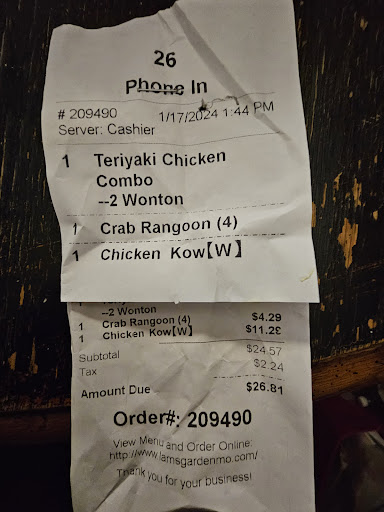 26
Phone In
# 209490 1/17/2024 1:44 PM
Server: Cashier
1 Teriyaki Chicken
Combo
--2 Wonton
1 Crab Rangoon (4)
1 Chicken Kow【W】
1
--2 Wonton
1 Crab Rangoon (4) $4.29
1 Chicken Kow【W】 $11.2
Subtotal $24.57
Tax $2.24
Amount Due $26.81
Order#: 209490
View Menu and Order Online:
http://www.lamsgardenmo.com/
Thank you for your business!